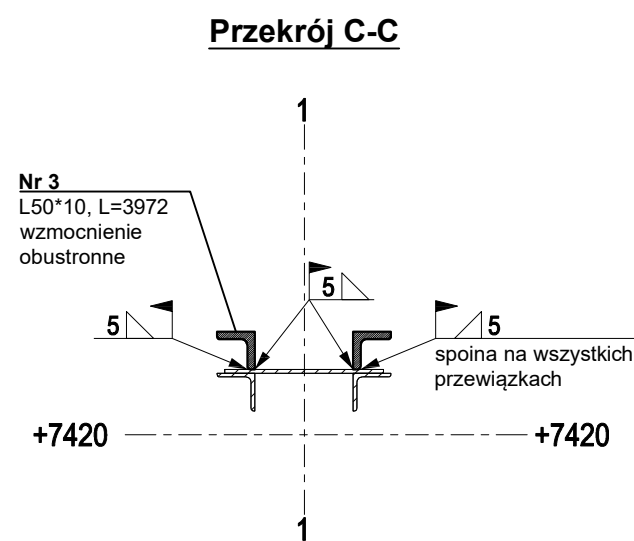 Przekrój C-C
1
Nr 3
L50*10, L=3972
wzmocnienie
obustronne
5
5
5
spoina na wszystkich
przewiązkach
+7420
+7420
1